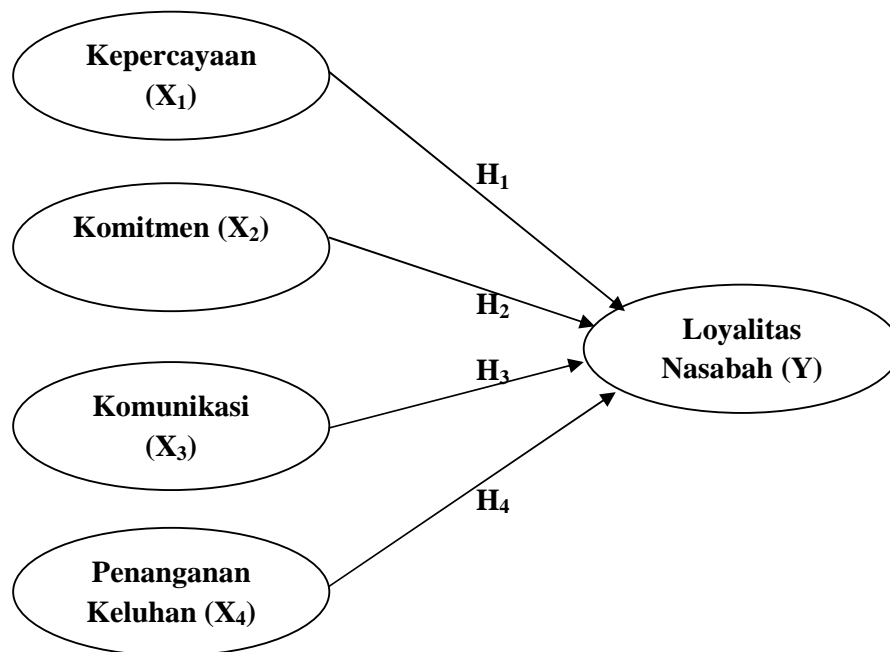 Kepercayaan
(X₁)
H₁
Komitmen (X₂)
H₂
Loyalitas
Nasabah (Y)
H₃
Komunikasi
(X₃)
H₄
Penanganan
Keluhan (X₄)